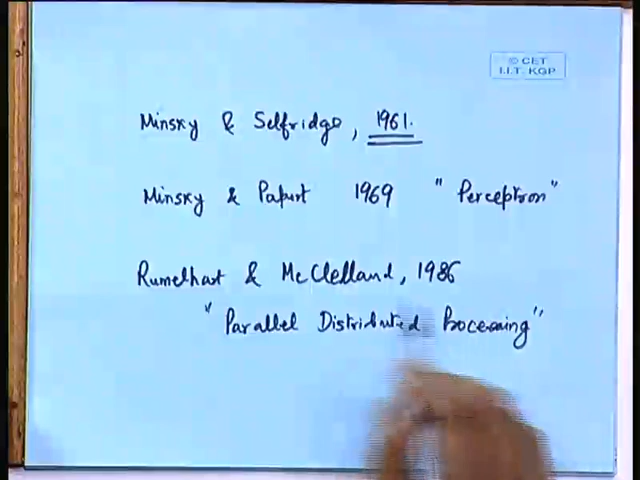 © CET
I.I.T. KGP
Minsky & Selfridge, 1961.
Minsky & Papert 1969 "Perceptron"
Rumelhart & McClelland, 1986
"Parallel Distributed Processing"